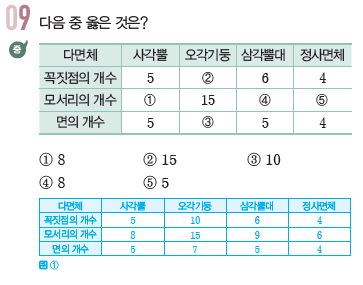 09 다음 중 옳은 것은?
중
다면체 사각뿔 오각기둥 삼각뿔대 정사면체
꼭짓점의 개수 5 ② 6 4
모서리의 개수 ① 15 ④ ⑤
면의 개수 5 ③ 5 4
① 8 ② 15 ③ 10
④ 8 ⑤ 5
다면체 사각뿔 오각기둥 삼각뿔대 정사면체
꼭짓점의 개수 5 10 6 4
모서리의 개수 8 15 9 6
면의 개수 5 7 5 4
답 ①